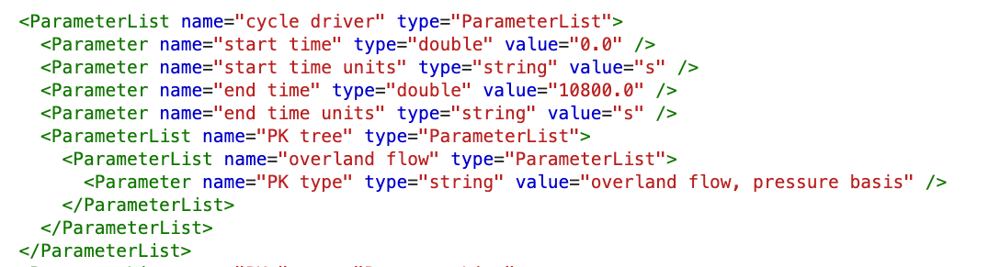 <ParameterList name="cycle driver" type="ParameterList">
  <Parameter name="start time" type="double" value="0.0" />
  <Parameter name="start time units" type="string" value="s" />
  <Parameter name="end time" type="double" value="10800.0" />
  <Parameter name="end time units" type="string" value="s" />
  <ParameterList name="PK tree" type="ParameterList">
    <ParameterList name="overland flow" type="ParameterList">
      <Parameter name="PK type" type="string" value="overland flow, pressure basis" />
    </ParameterList>
  </ParameterList>
</ParameterList>